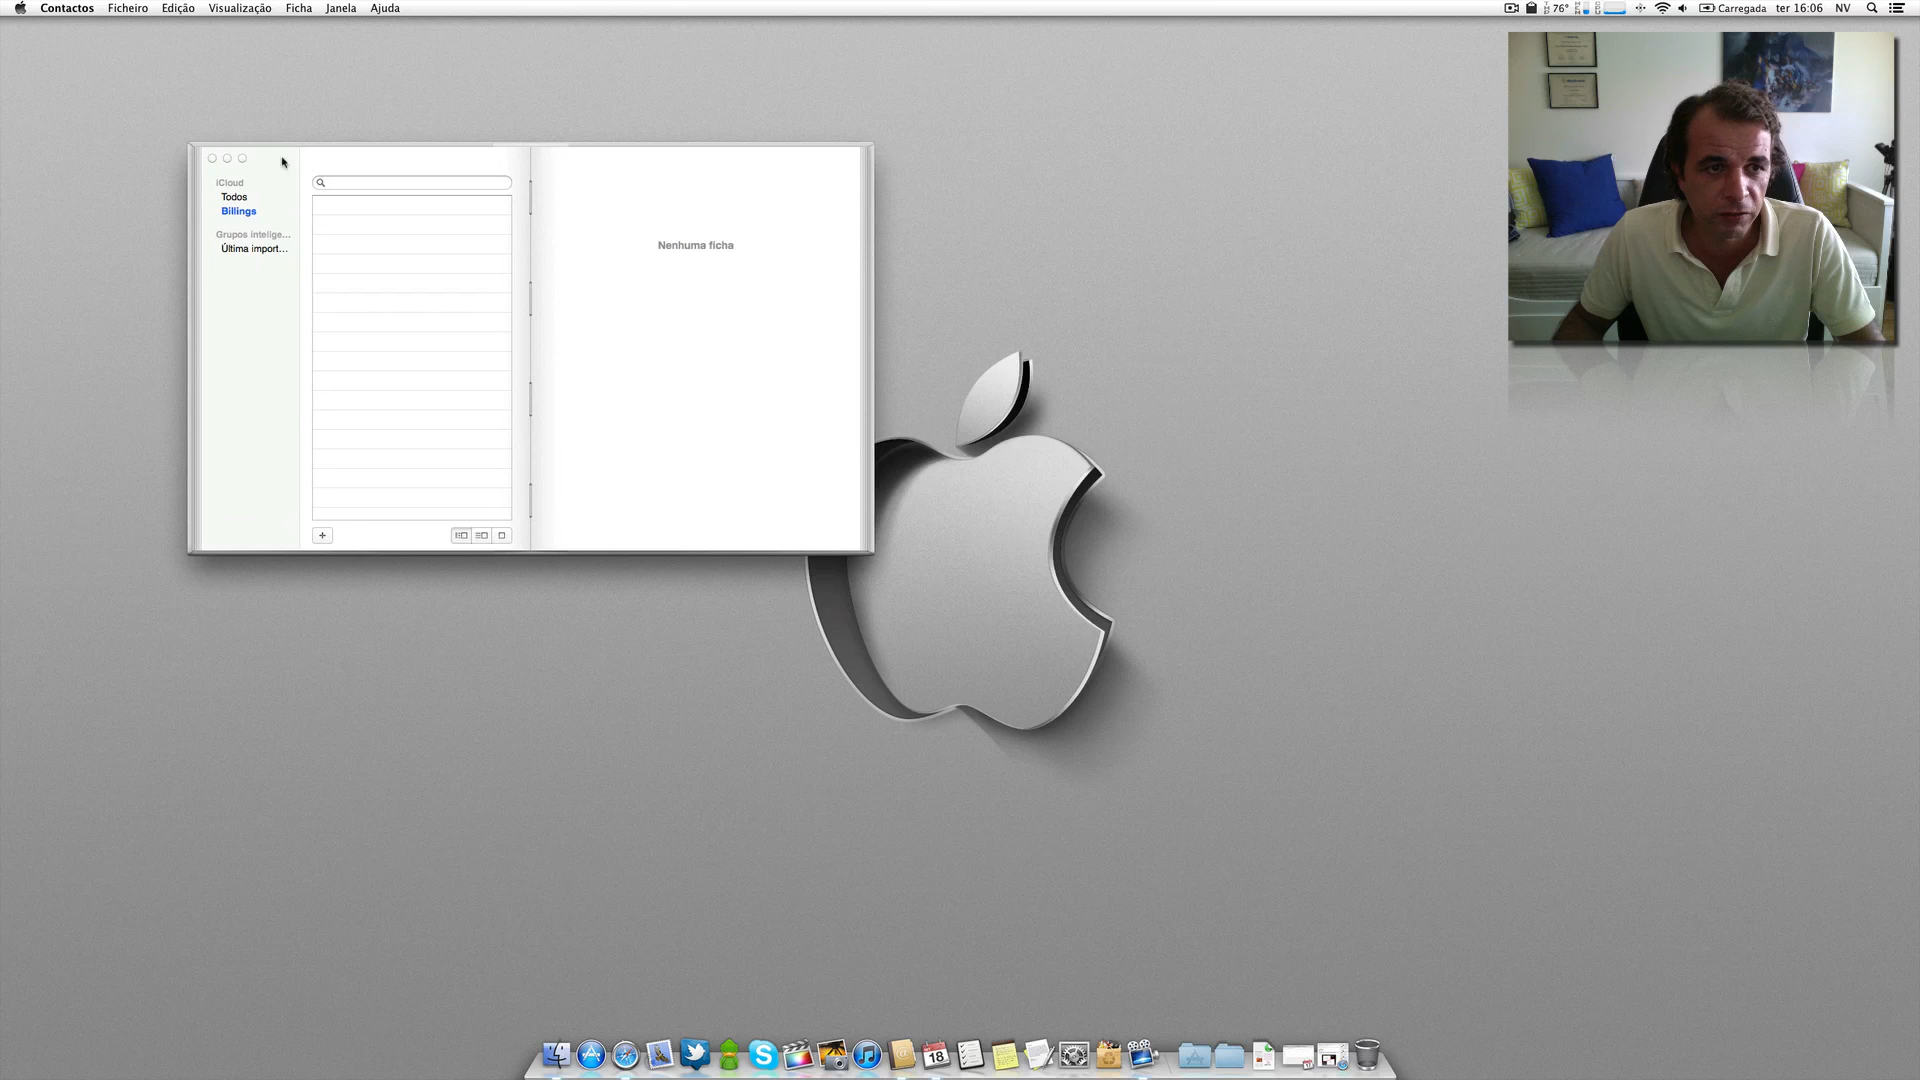 Contactos Ficheiro Edição Visualização Ficha Janela Ajuda
76° Carregada ter 16:06 NV
iCloud
Todos
Billings
Grupos intelige...
Última import...
Nenhuma ficha
18